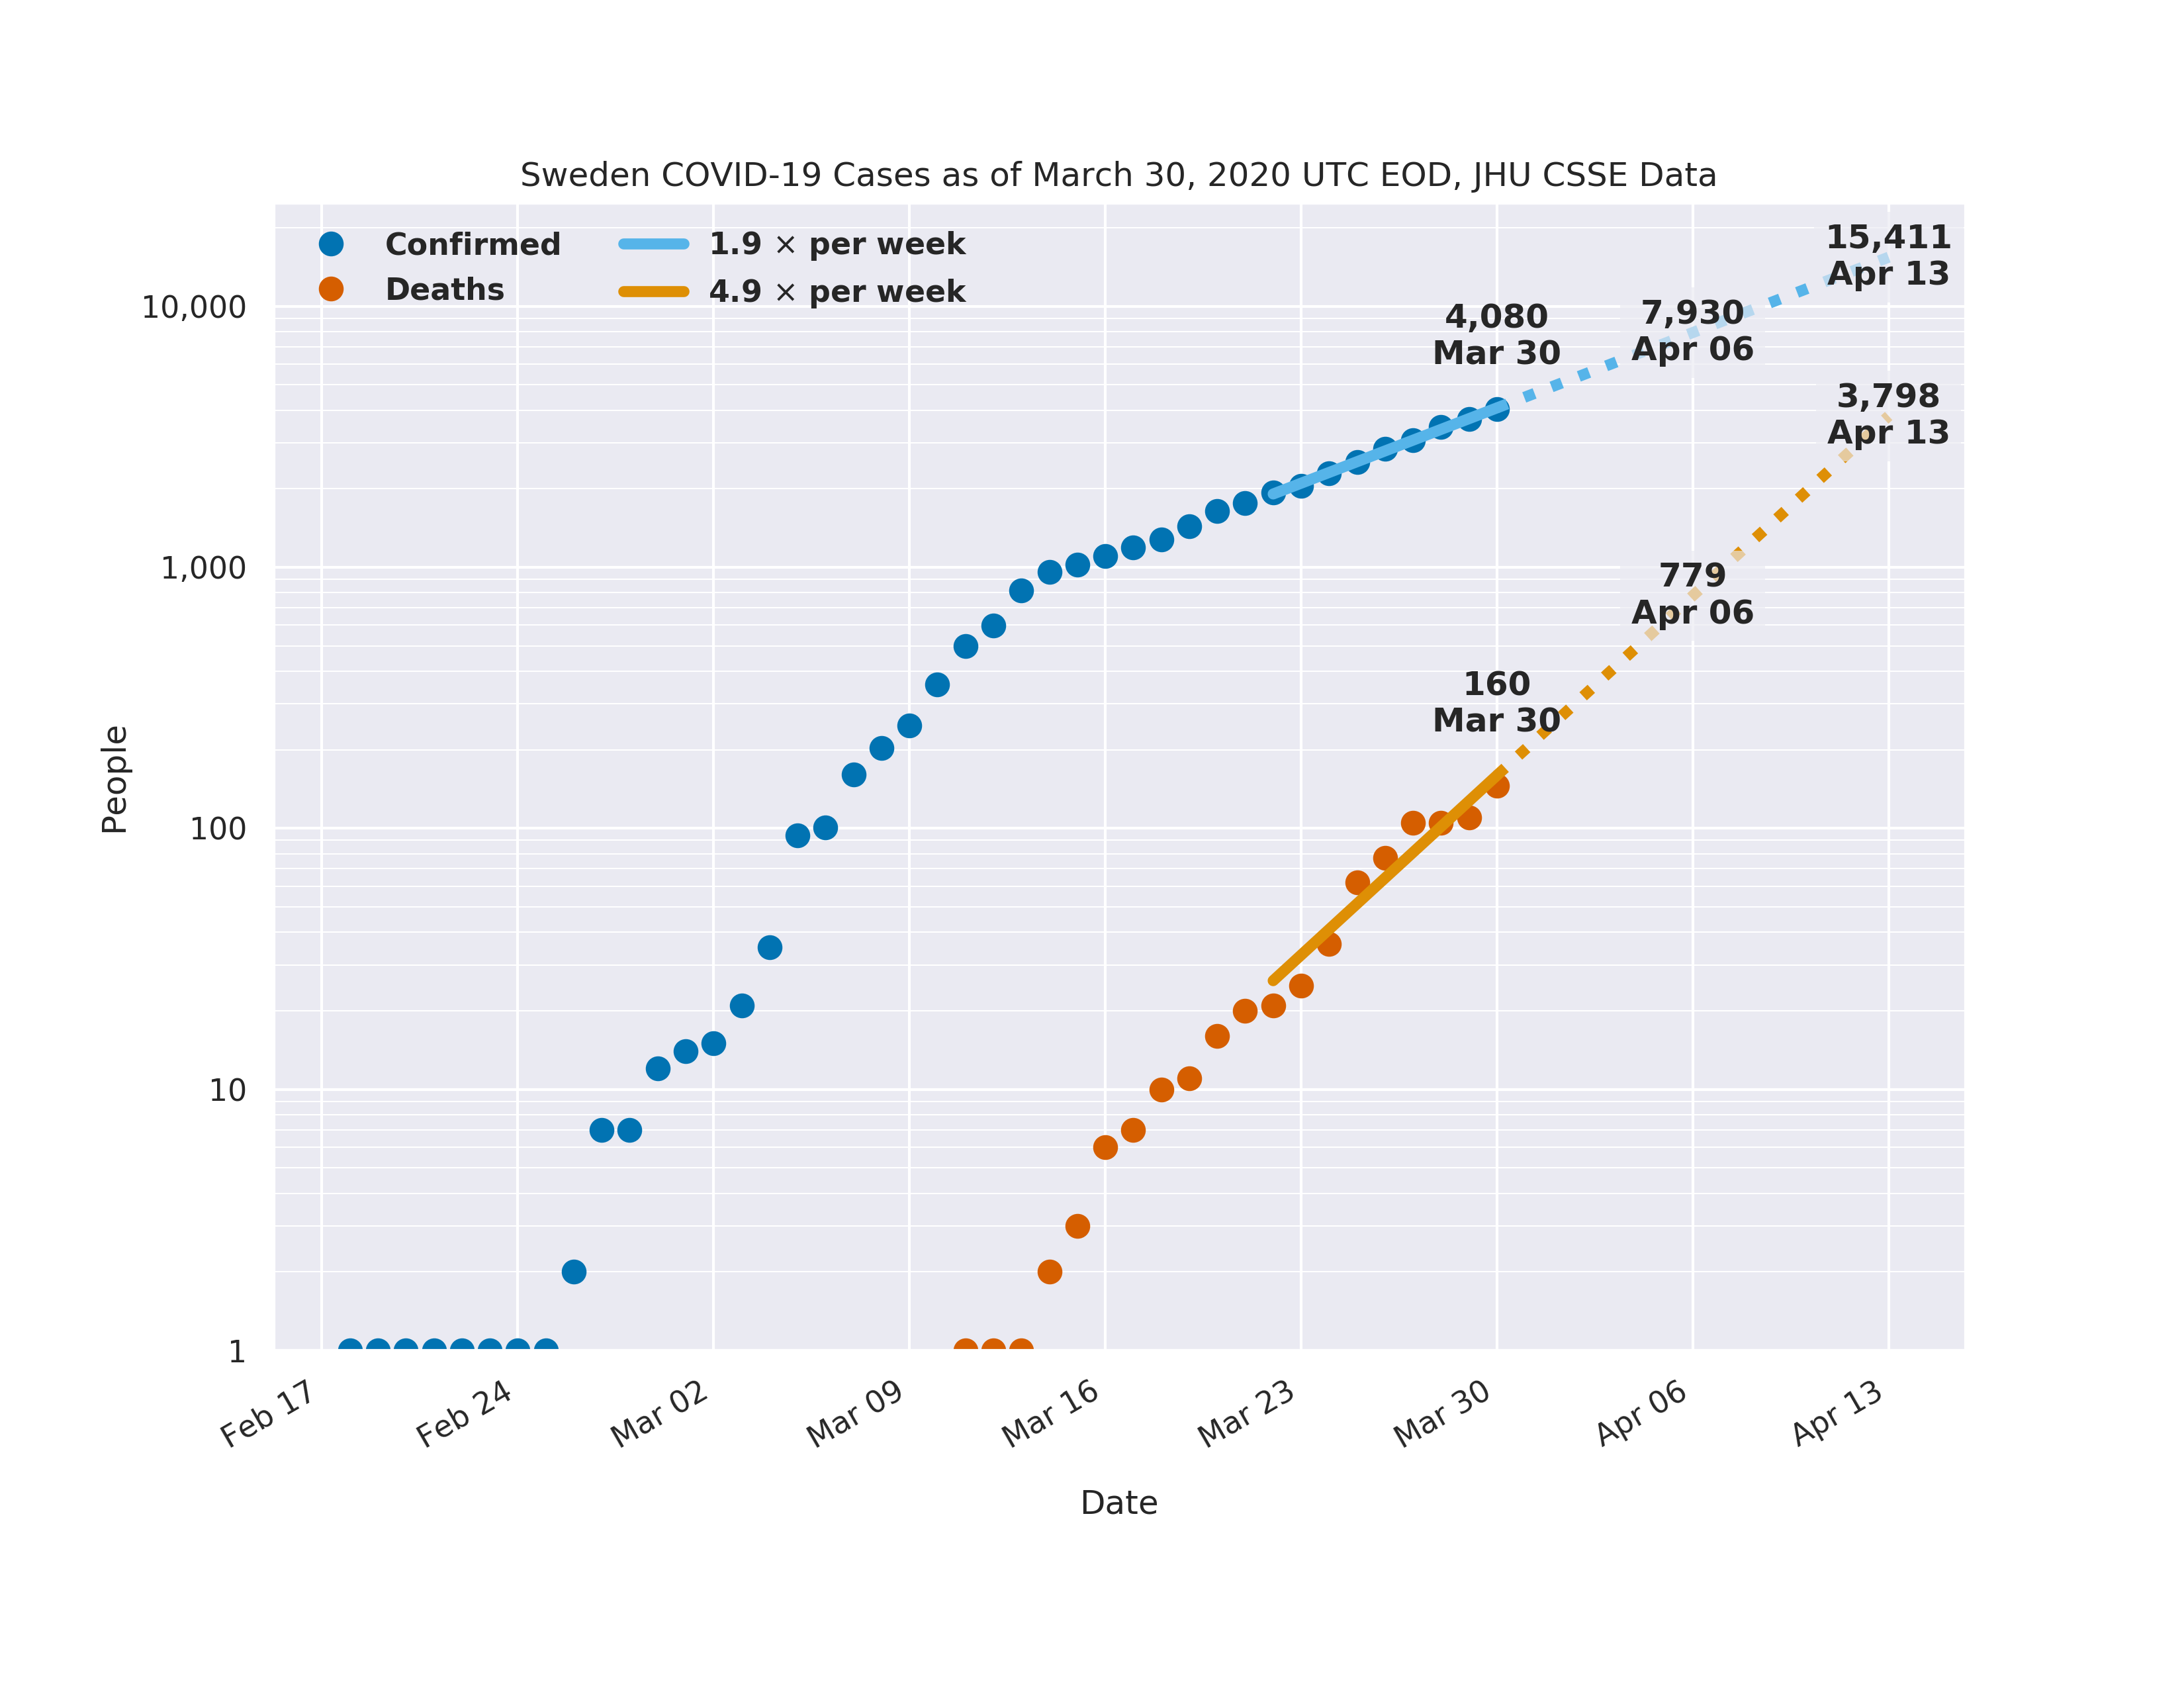 Sweden COVID-19 Cases as of March 30, 2020 UTC EOD, JHU CSSE Data
Confirmed
Deaths
1.9 × per week
4.9 × per week
15,411
Apr 13
7,930
Apr 06
4,080
Mar 30
3,798
Apr 13
779
Apr 06
160
Mar 30
People
10,000
1,000
100
10
1
Feb 17
Feb 24
Mar 02
Mar 09
Mar 16
Mar 23
Mar 30
Apr 06
Apr 13
Date